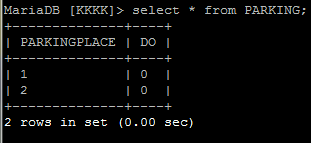 MariaDB [KKKK]> select * from PARKING;
+--------------+----+
| PARKINGPLACE | DO |
+--------------+----+
| 1            | 0  |
| 2            | 0  |
+--------------+----+
2 rows in set (0.00 sec)